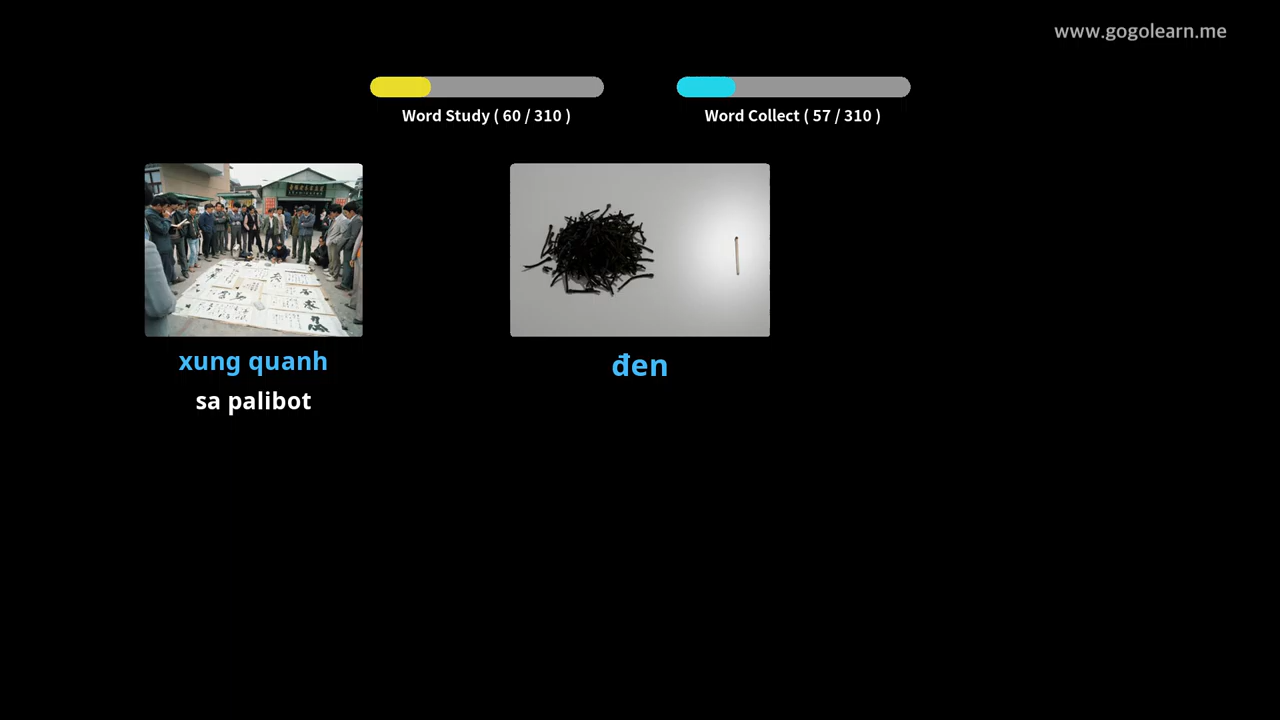 www.gogolearn.me
Word Study ( 60 / 310 )
Word Collect ( 57 / 310 )
xung quanh
sa palibot
đen